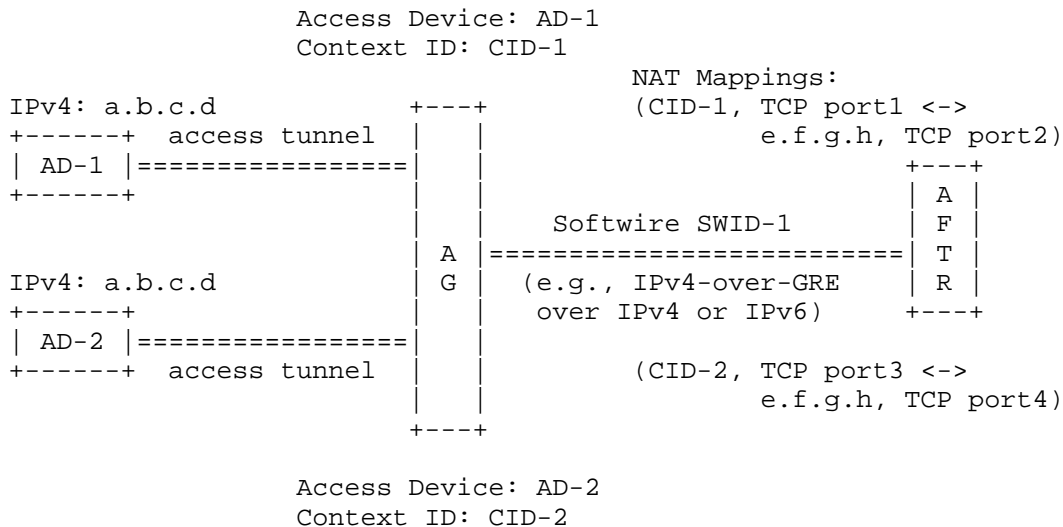 Access Device: AD-1
Context ID: CID-1
NAT Mappings:
IPv4: a.b.c.d +---+ (CID-1, TCP port1 <->
+------+ access tunnel | | e.f.g.h, TCP port2)
| AD-1 |=================| | +---+
+------+ | | | A |
| | Softwire SWID-1 | F |
| A |==========================| T |
IPv4: a.b.c.d | G | (e.g., IPv4-over-GRE | R |
+------+ | | over IPv4 or IPv6) +---+
| AD-2 |=================| |
+------+ access tunnel | | (CID-2, TCP port3 <->
| | e.f.g.h, TCP port4)
+---+
Access Device: AD-2
Context ID: CID-2